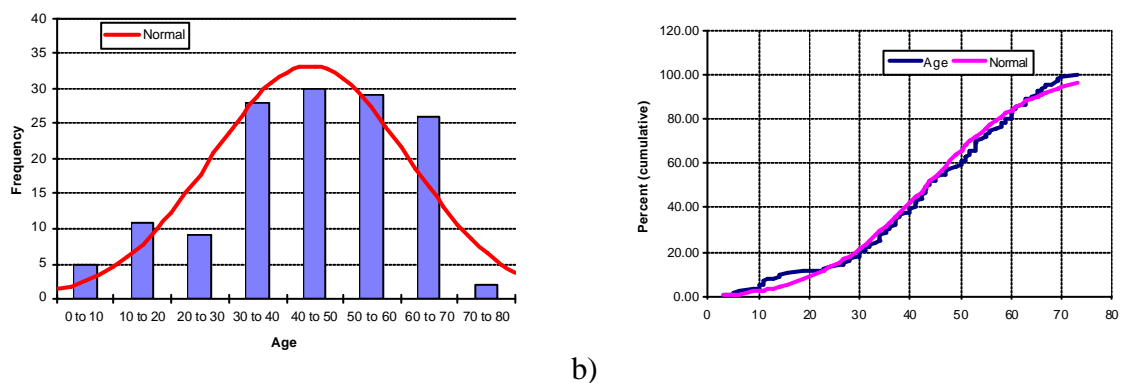 40
35
30
25
20
15
10
5
0
Frequency
Normal
0 to 10 10 to 20 20 to 30 30 to 40 40 to 50 50 to 60 60 to 70 70 to 80
Age
120.00
100.00
80.00
60.00
40.00
20.00
0.00
Percent (cumulative)
Age Normal
0 10 20 30 40 50 60 70 80
b)